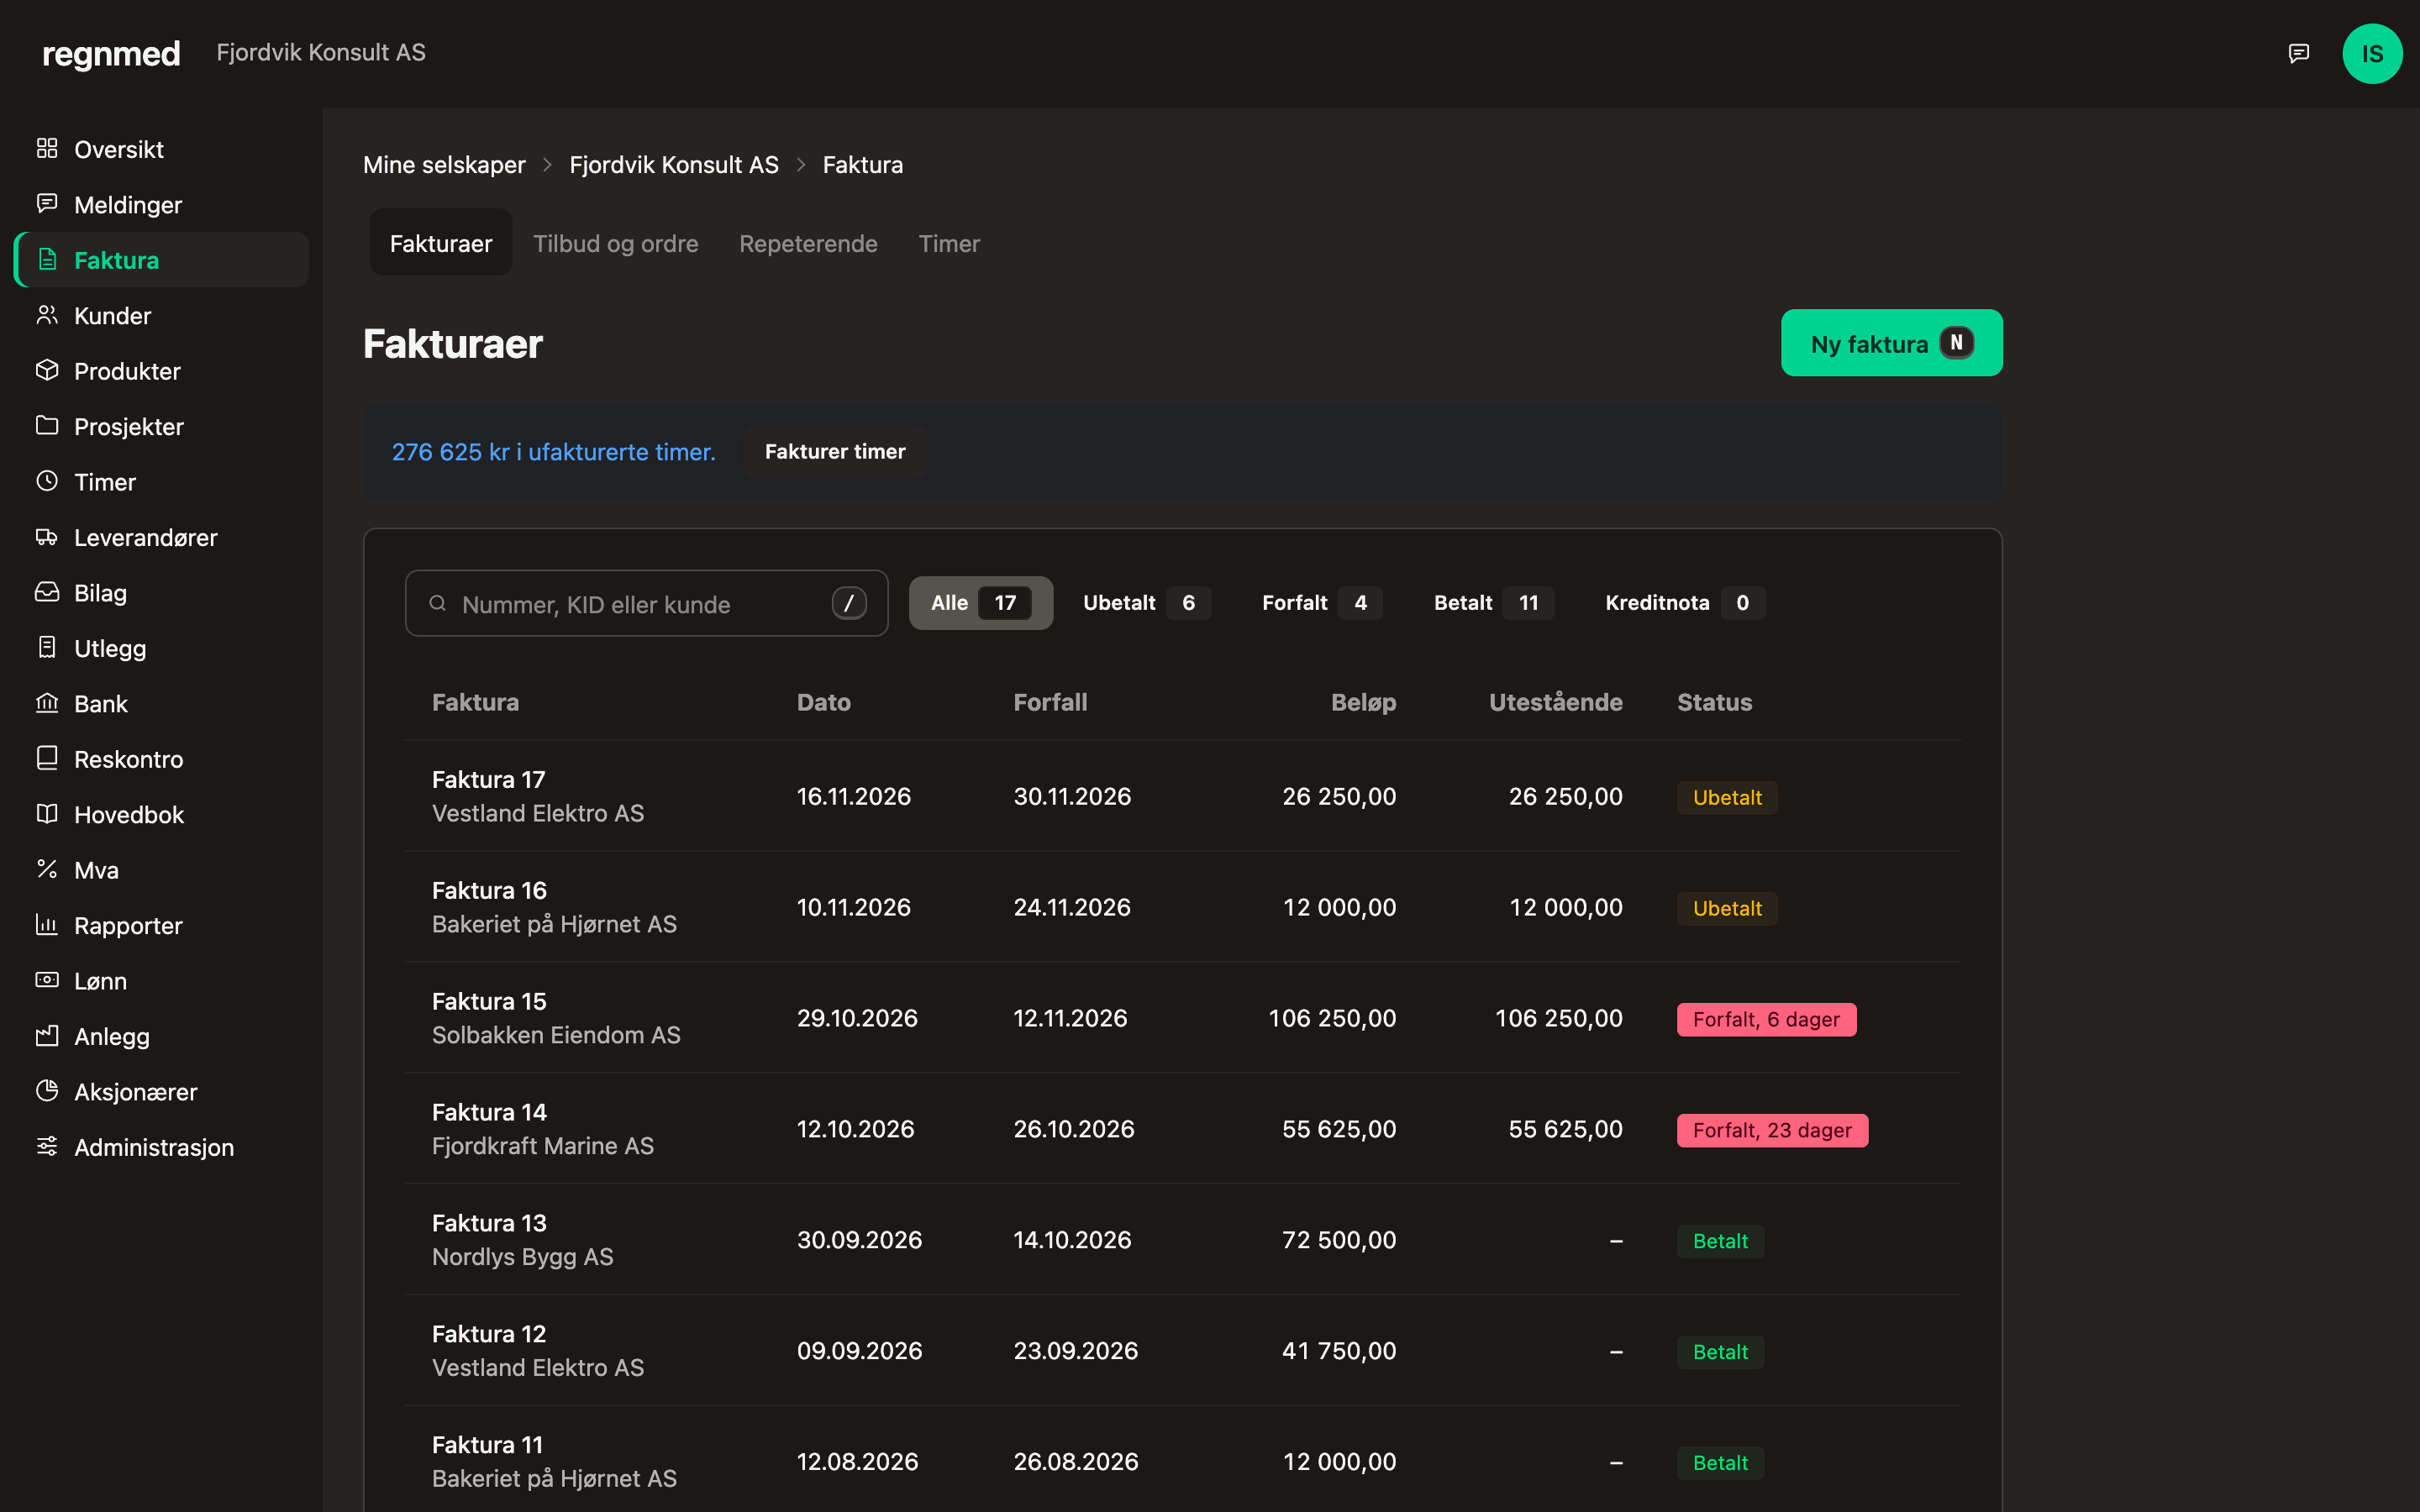 regnmed Fjordvik Konsult AS IS
Oversikt
Meldinger
Faktura
Kunder
Produkter
Prosjekter
Timer
Leverandører
Bilag
Utlegg
Bank
Reskontro
Hovedbok
Mva
Rapporter
Lønn
Anlegg
Aksjonærer
Administrasjon
Mine selskaper > Fjordvik Konsult AS > Faktura
Fakturaer Tilbud og ordre Repeterende Timer
Fakturaer Ny faktura N
276 625 kr i ufakturerte timer. Fakturer timer
Nummer, KID eller kunde / Alle 17 Ubetalt 6 Forfalt 4 Betalt 11 Kreditnota 0
Faktura Dato Forfall Beløp Utestående Status
Faktura 17
Vestland Elektro AS
16.11.2026 30.11.2026 26 250,00 26 250,00 Ubetalt
Faktura 16
Bakeriet på Hjørnet AS
10.11.2026 24.11.2026 12 000,00 12 000,00 Ubetalt
Faktura 15
Solbakken Eiendom AS
29.10.2026 12.11.2026 106 250,00 106 250,00 Forfalt, 6 dager
Faktura 14
Fjordkraft Marine AS
12.10.2026 26.10.2026 55 625,00 55 625,00 Forfalt, 23 dager
Faktura 13
Nordlys Bygg AS
30.09.2026 14.10.2026 72 500,00 – Betalt
Faktura 12
Vestland Elektro AS
09.09.2026 23.09.2026 41 750,00 – Betalt
Faktura 11
Bakeriet på Hjørnet AS
12.08.2026 26.08.2026 12 000,00 – Betalt